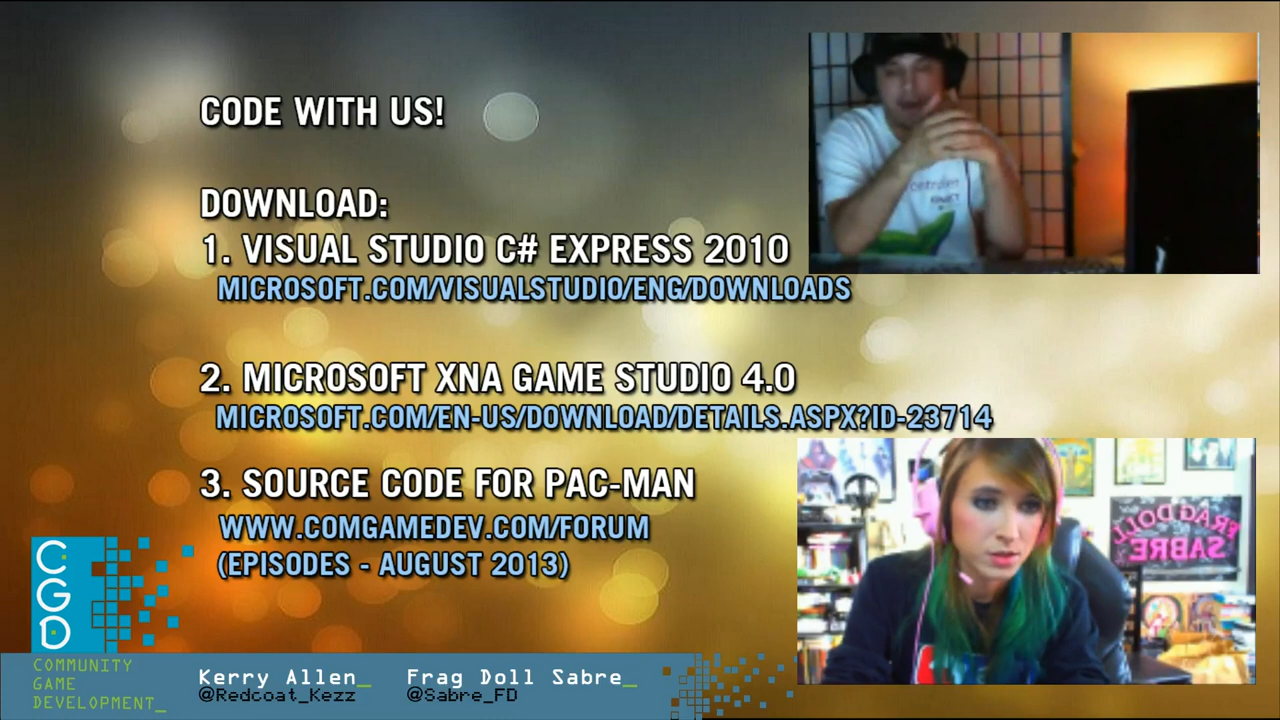 CODE WITH US!
DOWNLOAD:
1. VISUAL STUDIO C# EXPRESS 2010
MICROSOFT.COM/VISUALSTUDIO/ENG/DOWNLOADS
2. MICROSOFT XNA GAME STUDIO 4.0
MICROSOFT.COM/EN-US/DOWNLOAD/DETAILS.ASPX?ID-23714
3. SOURCE CODE FOR PAC-MAN
WWW.COMGAMEDEV.COM/FORUM
(EPISODES - AUGUST 2013)
FRAG DOLL
SABRE
CGD
COMMUNITY
GAME
DEVELOPMENT_
Kerry Allen_
@Redcoat_Kezz
Frag Doll Sabre_
@Sabre_FD